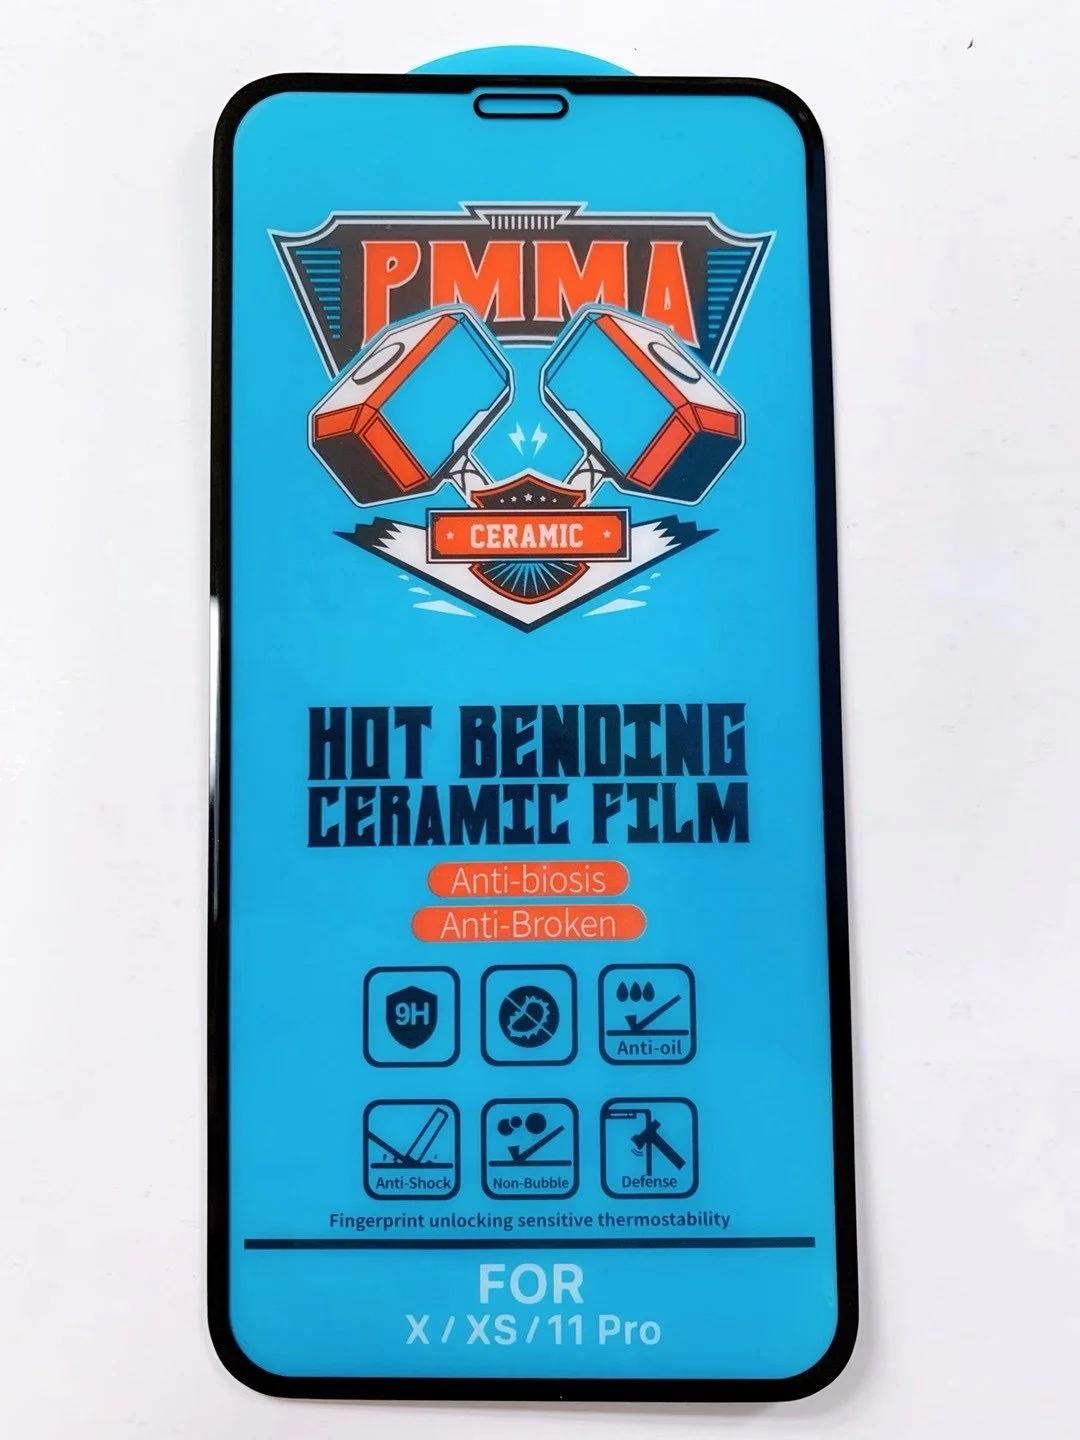 PMMA
CERAMIC
HOT BENDING
CERAMIC FILM
Anti-biosis
Anti-Broken
9H
Anti-oil
Anti-Shock
Non-Bubble
Defense
Fingerprint unlocking sensitive thermostability
FOR
X / XS / 11 Pro